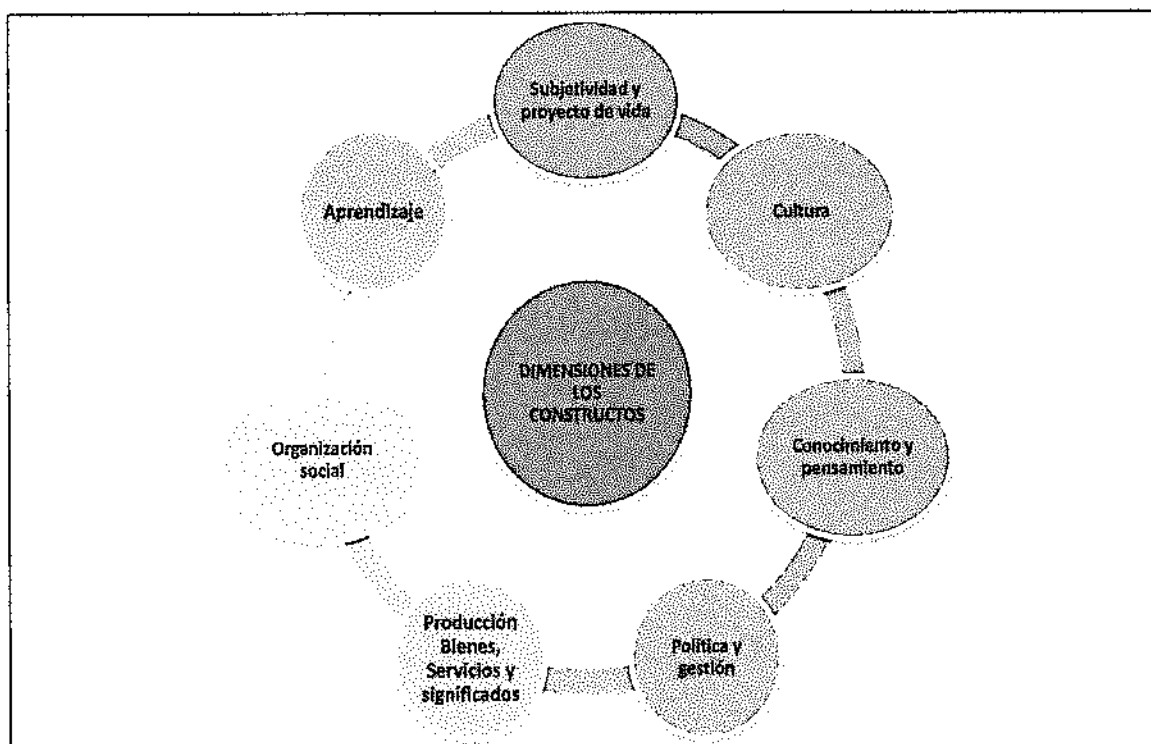 Subjetividad y
proyecto de vida
Aprendizaje
Cultura
DIMENSIONES DE
LOS
CONSTRUCTOS
Organización
social
Conocimiento y
pensamiento
Producción
Bienes,
Servicios y
significados
Política y
gestión